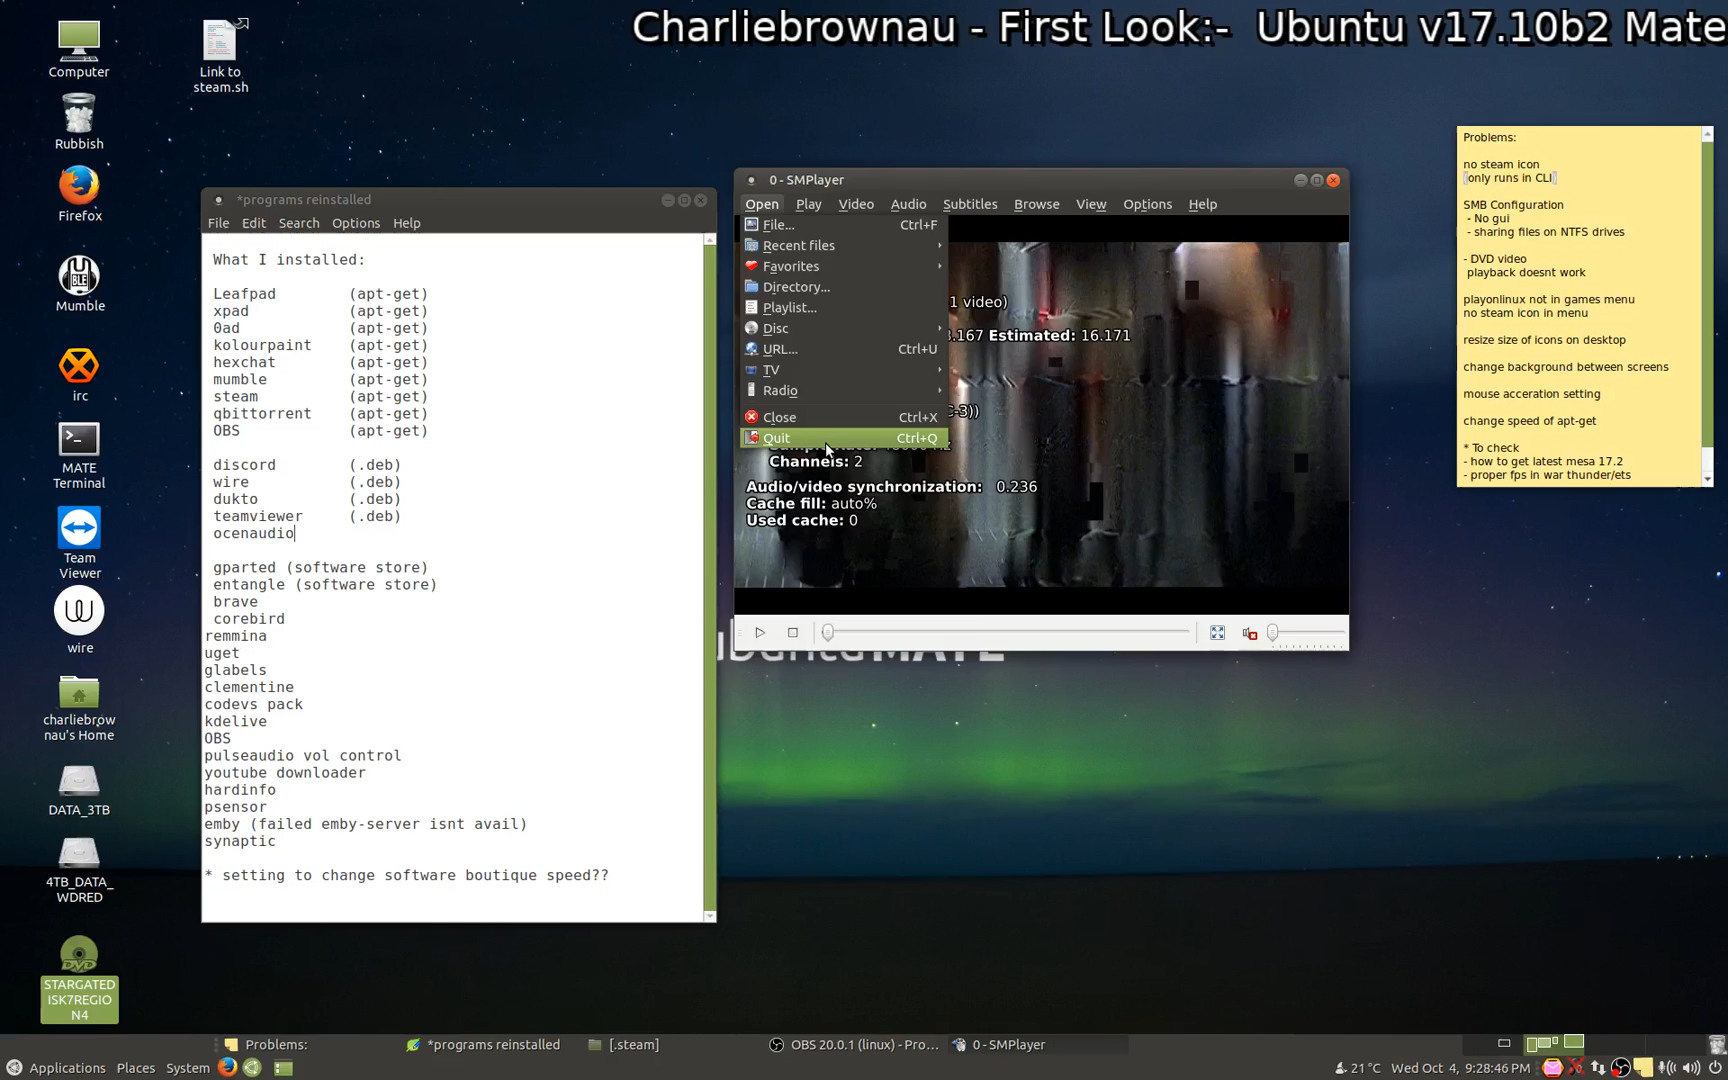 Charliebrownau - First Look:-  Ubuntu v17.10b2 Mate
Computer
Link to
steam.sh
Rubbish
Firefox
Mumble
irc
MATE
Terminal
Team
Viewer
wire
charliebrow
nau's Home
DATA_3TB
4TB_DATA_
WDRED
STARGATED
ISK7REGIO
N4
*programs reinstalled
File Edit Search Options Help
What I installed:
Leafpad (apt-get)
xpad (apt-get)
0ad (apt-get)
kolourpaint (apt-get)
hexchat (apt-get)
mumble (apt-get)
steam (apt-get)
qbittorrent (apt-get)
OBS (apt-get)
discord (.deb)
wire (.deb)
dukto (.deb)
teamviewer (.deb)
ocenaudio
gparted (software store)
entangle (software store)
brave
corebird
remmina
uget
glabels
clementine
codevs pack
kdelive
OBS
pulseaudio vol control
youtube downloader
hardinfo
psensor
emby (failed emby-server isnt avail)
synaptic
* setting to change software boutique speed??
0 - SMPlayer
Open Play Video Audio Subtitles Browse View Options Help
File... Ctrl+F
Recent files
Favorites
Directory...
Playlist...
Disc
URL... Ctrl+U
TV
Radio
Close Ctrl+X
Quit Ctrl+Q
1 video)
.167 Estimated: 16.171
C-3))
Channels: 2
Audio/video synchronization: 0.236
Cache fill: auto%
Used cache: 0
Problems:
no steam icon
[only runs in CLI]
SMB Configuration
- No gui
- sharing files on NTFS drives
- DVD video
playback doesnt work
playonlinux not in games menu
no steam icon in menu
resize size of icons on desktop
change background between screens
mouse acceration setting
change speed of apt-get
* To check
- how to get latest mesa 17.2
- proper fps in war thunder/ets
Problems: *programs reinstalled [.steam] OBS 20.0.1 (linux) - Pro... 0 - SMPlayer
Applications Places System 21°C Wed Oct 4, 9:28:46 PM